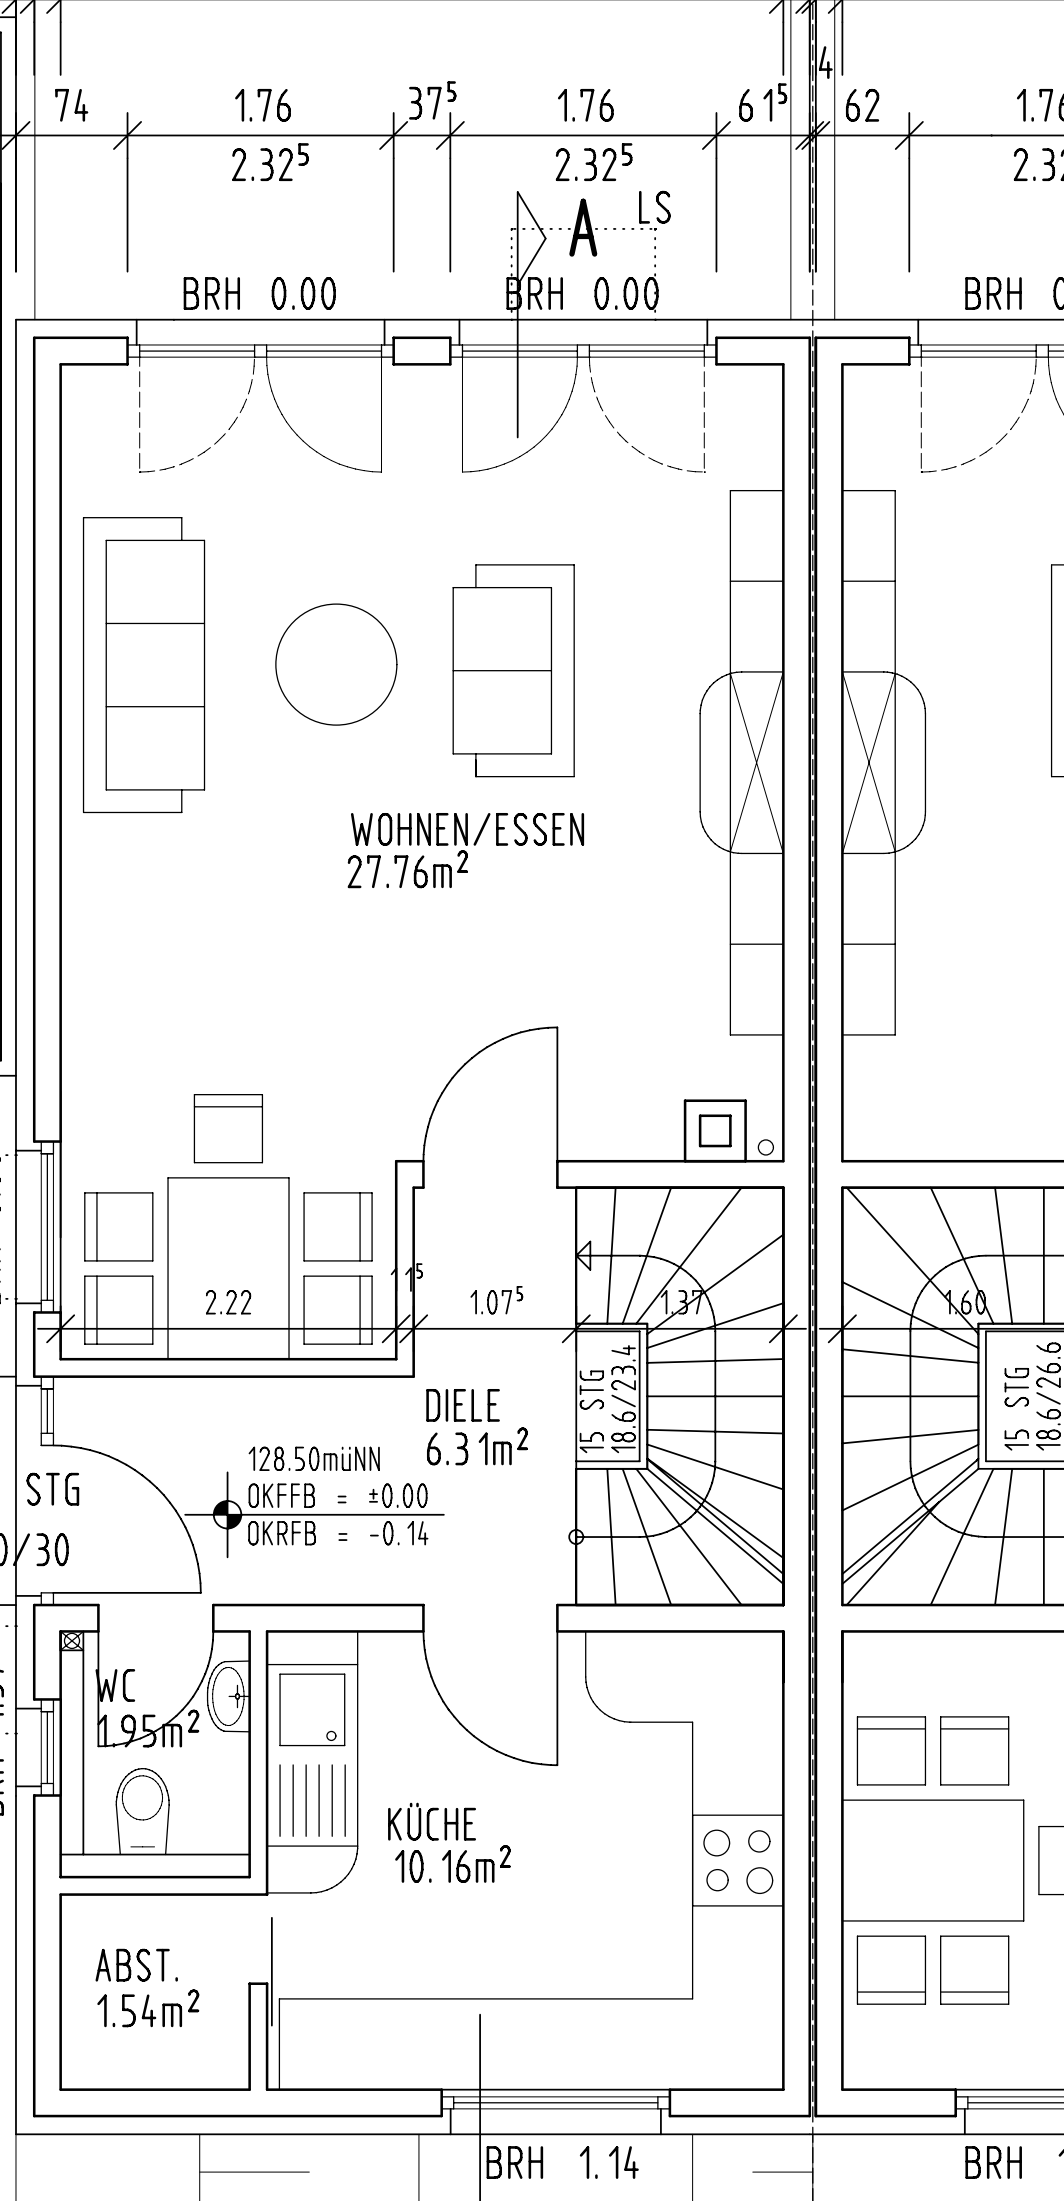 4
74 1.76 37⁵ 1.76 61⁵ 62
2.32⁵ 2.32⁵
LS
A
BRH 0.00 BRH 0.00 BRH
WOHNEN/ESSEN
27.76m²
2.22 1.07⁵ 1.37 1.60
15 STG
18.6/23.4
15 STG
18.6/26.6
DIELE
6.31m²
128.50müNN
OKFFB = ±0.00
OKRFB = -0.14
STG
/30
WC
1.95m²
KÜCHE
10.16m²
ABST.
1.54m²
BRH 1.14 BRH